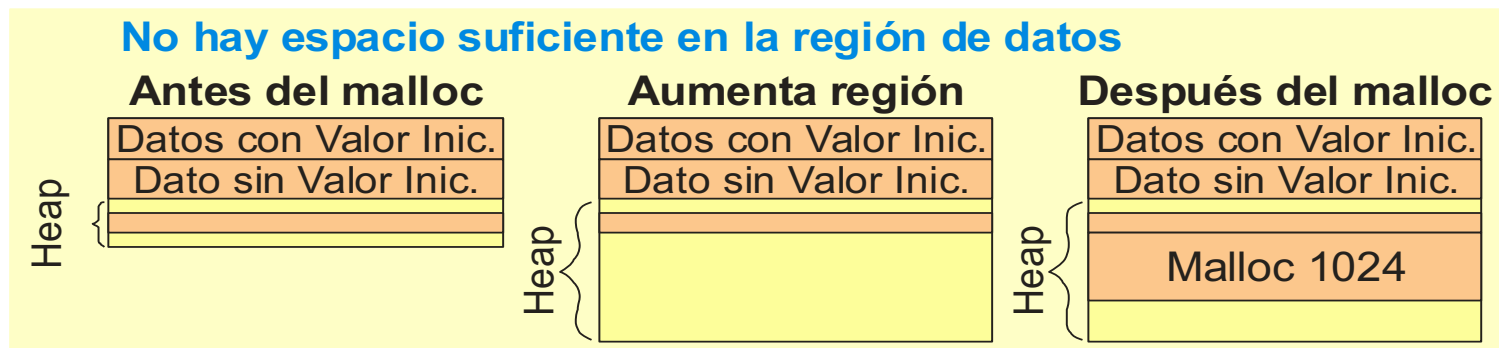 No hay espacio suficiente en la región de datos
Antes del malloc
Datos con Valor Inic.
Dato sin Valor Inic.
Heap
Aumenta región
Datos con Valor Inic.
Dato sin Valor Inic.
Heap
Después del malloc
Datos con Valor Inic.
Dato sin Valor Inic.
Heap
Malloc 1024